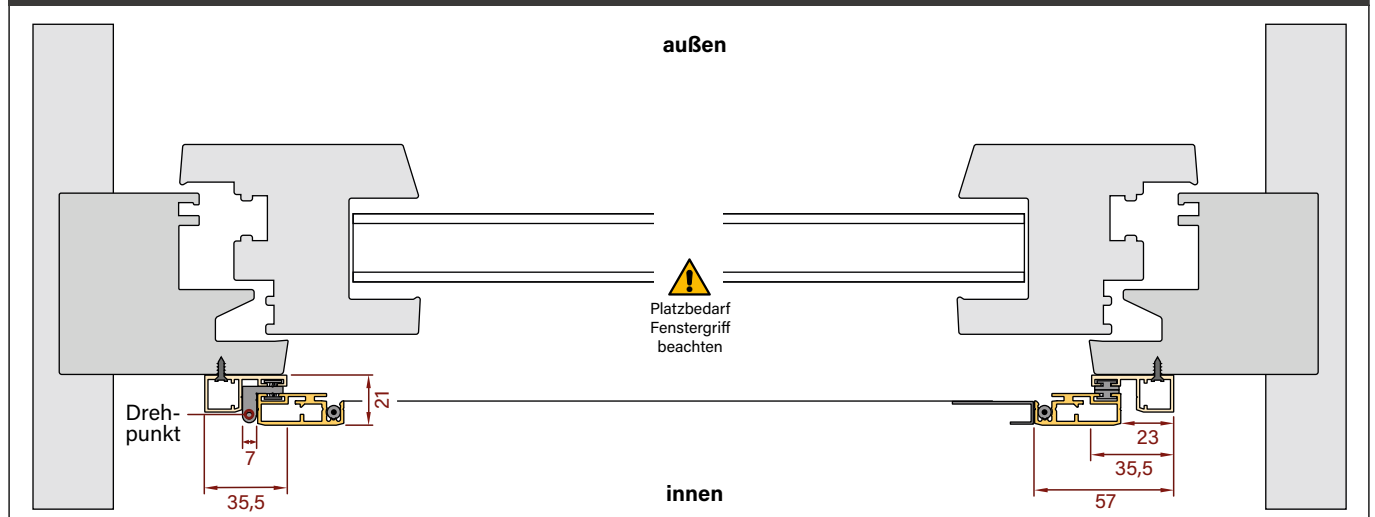 außen
Platzbedarf
Fenstergriff
beachten
Dreh-
punkt
21
7
35,5
23
35,5
57
innen